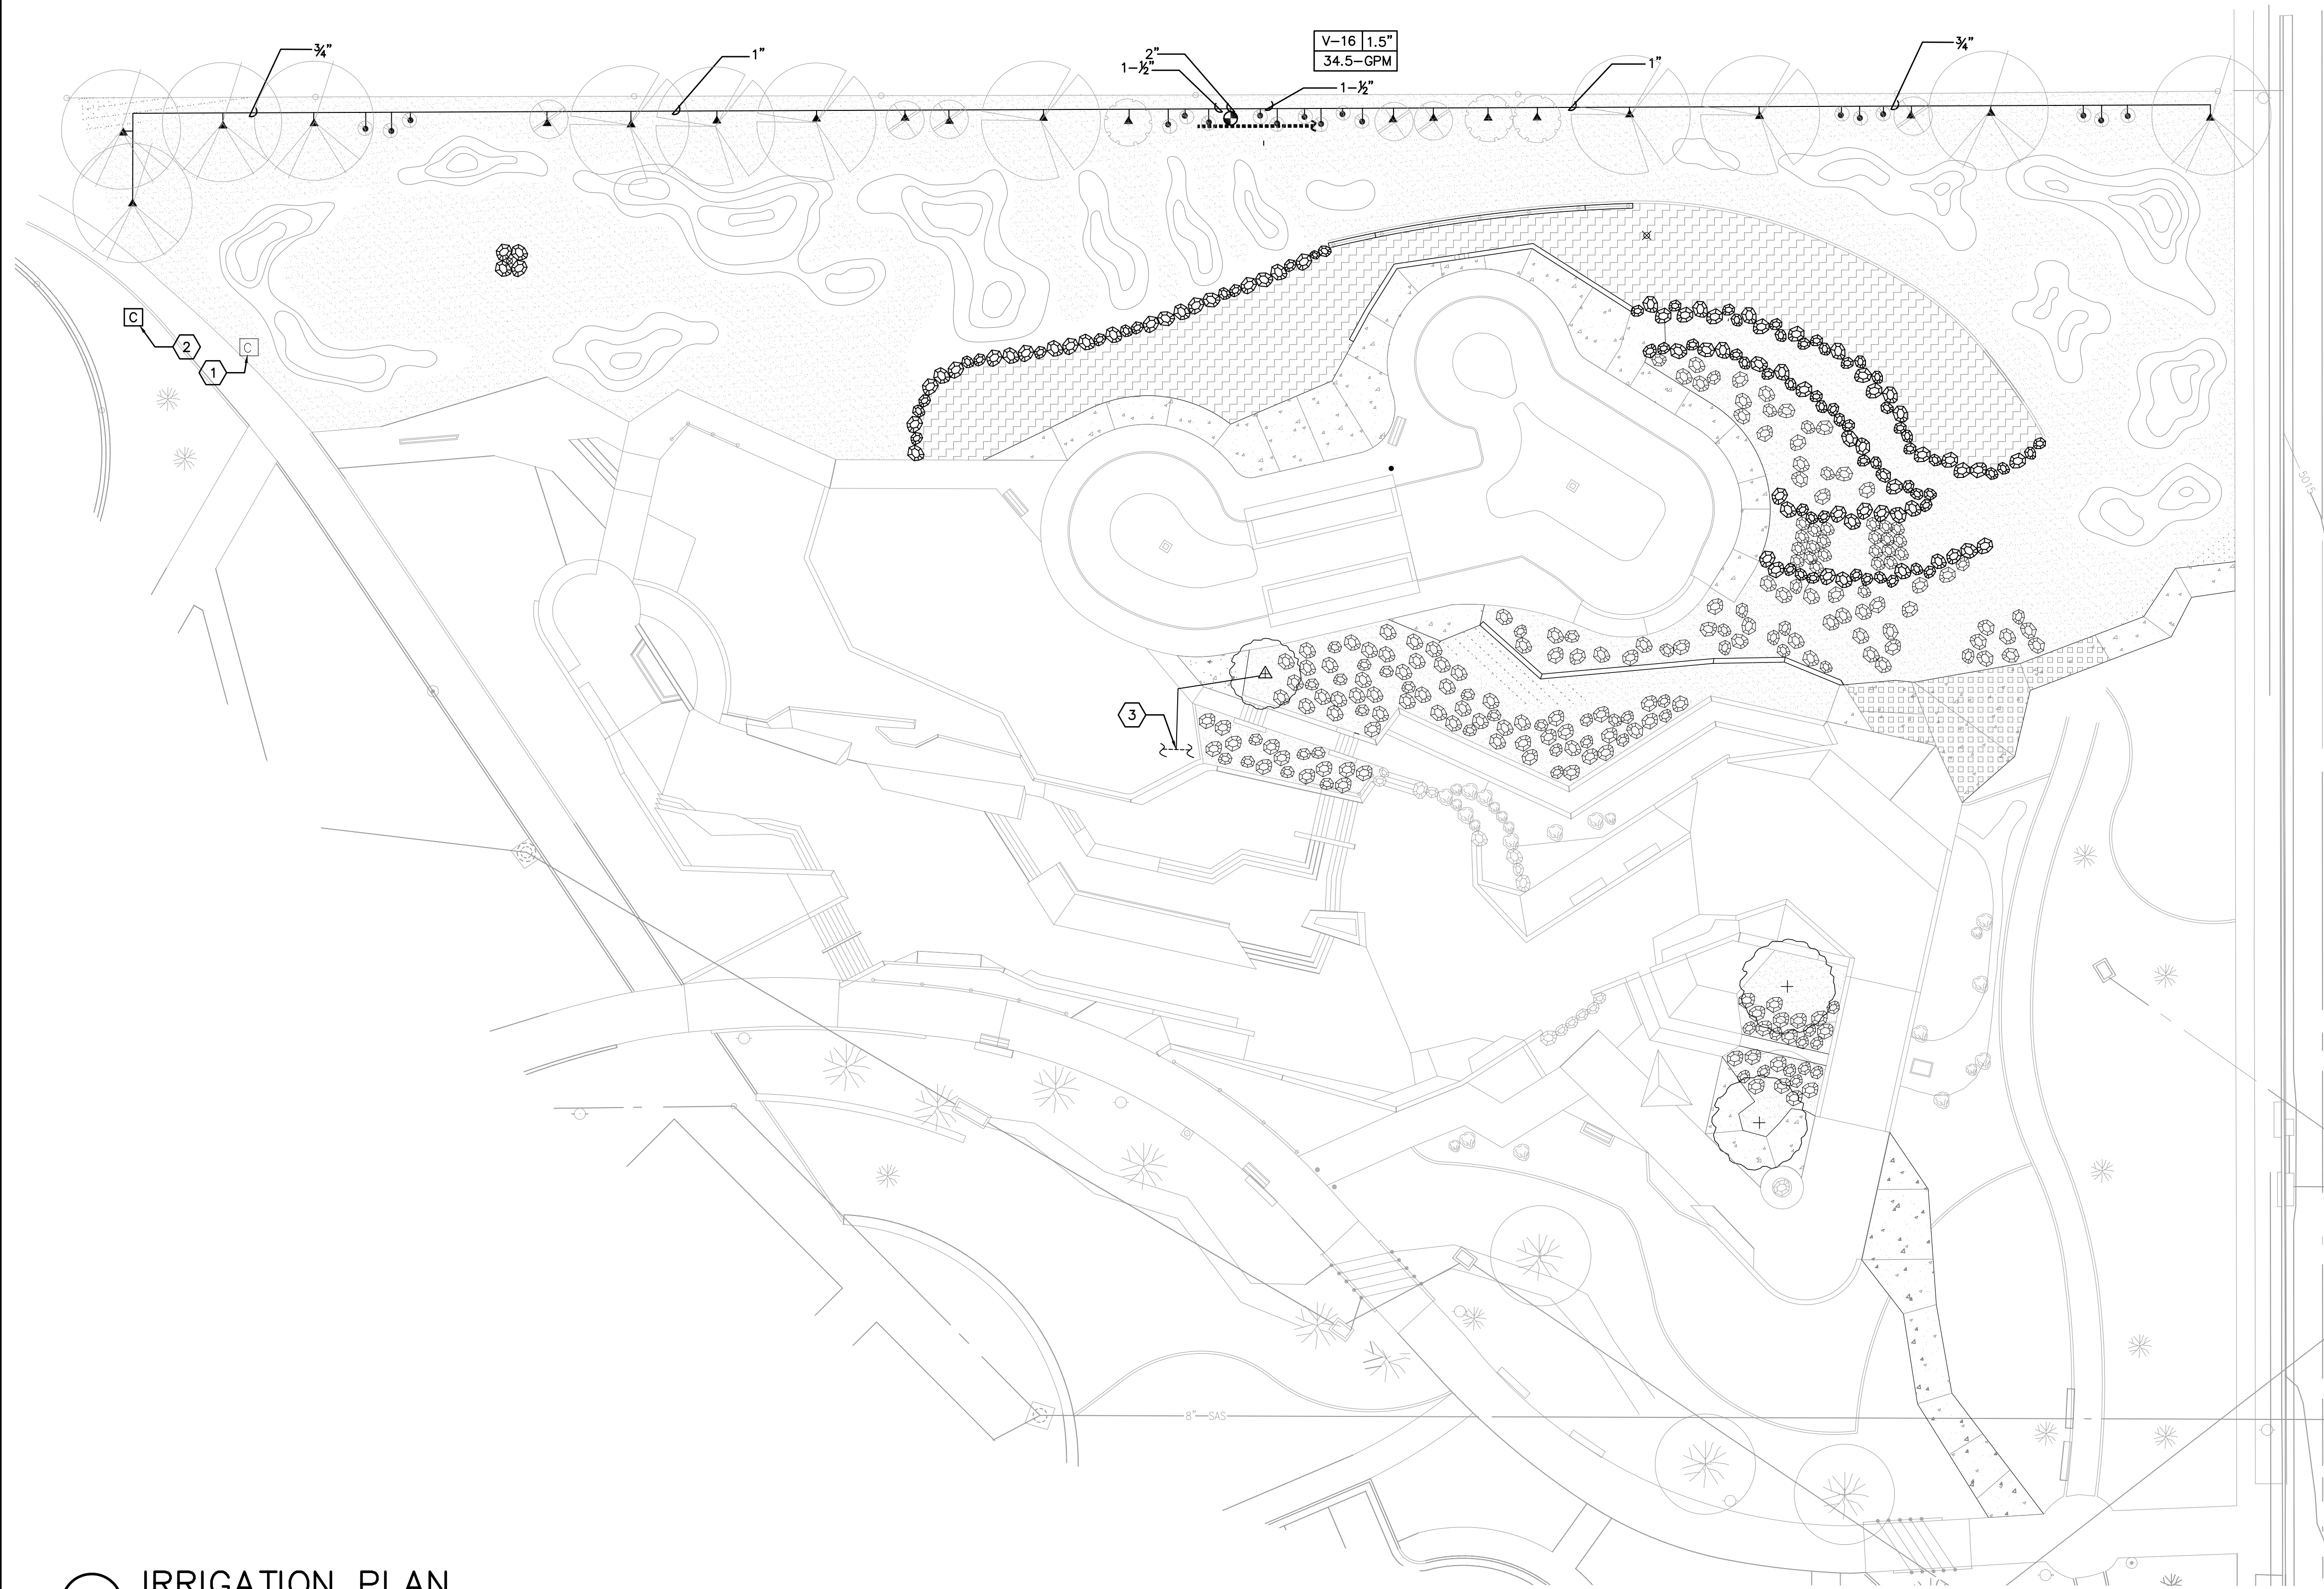 ¾"
1"
2"
1-½"
V-16 1.5"
34.5-GPM
1-½"
1"
¾"
C
2
1
C
3
5015
8" SAS
IRRIGATION PLAN